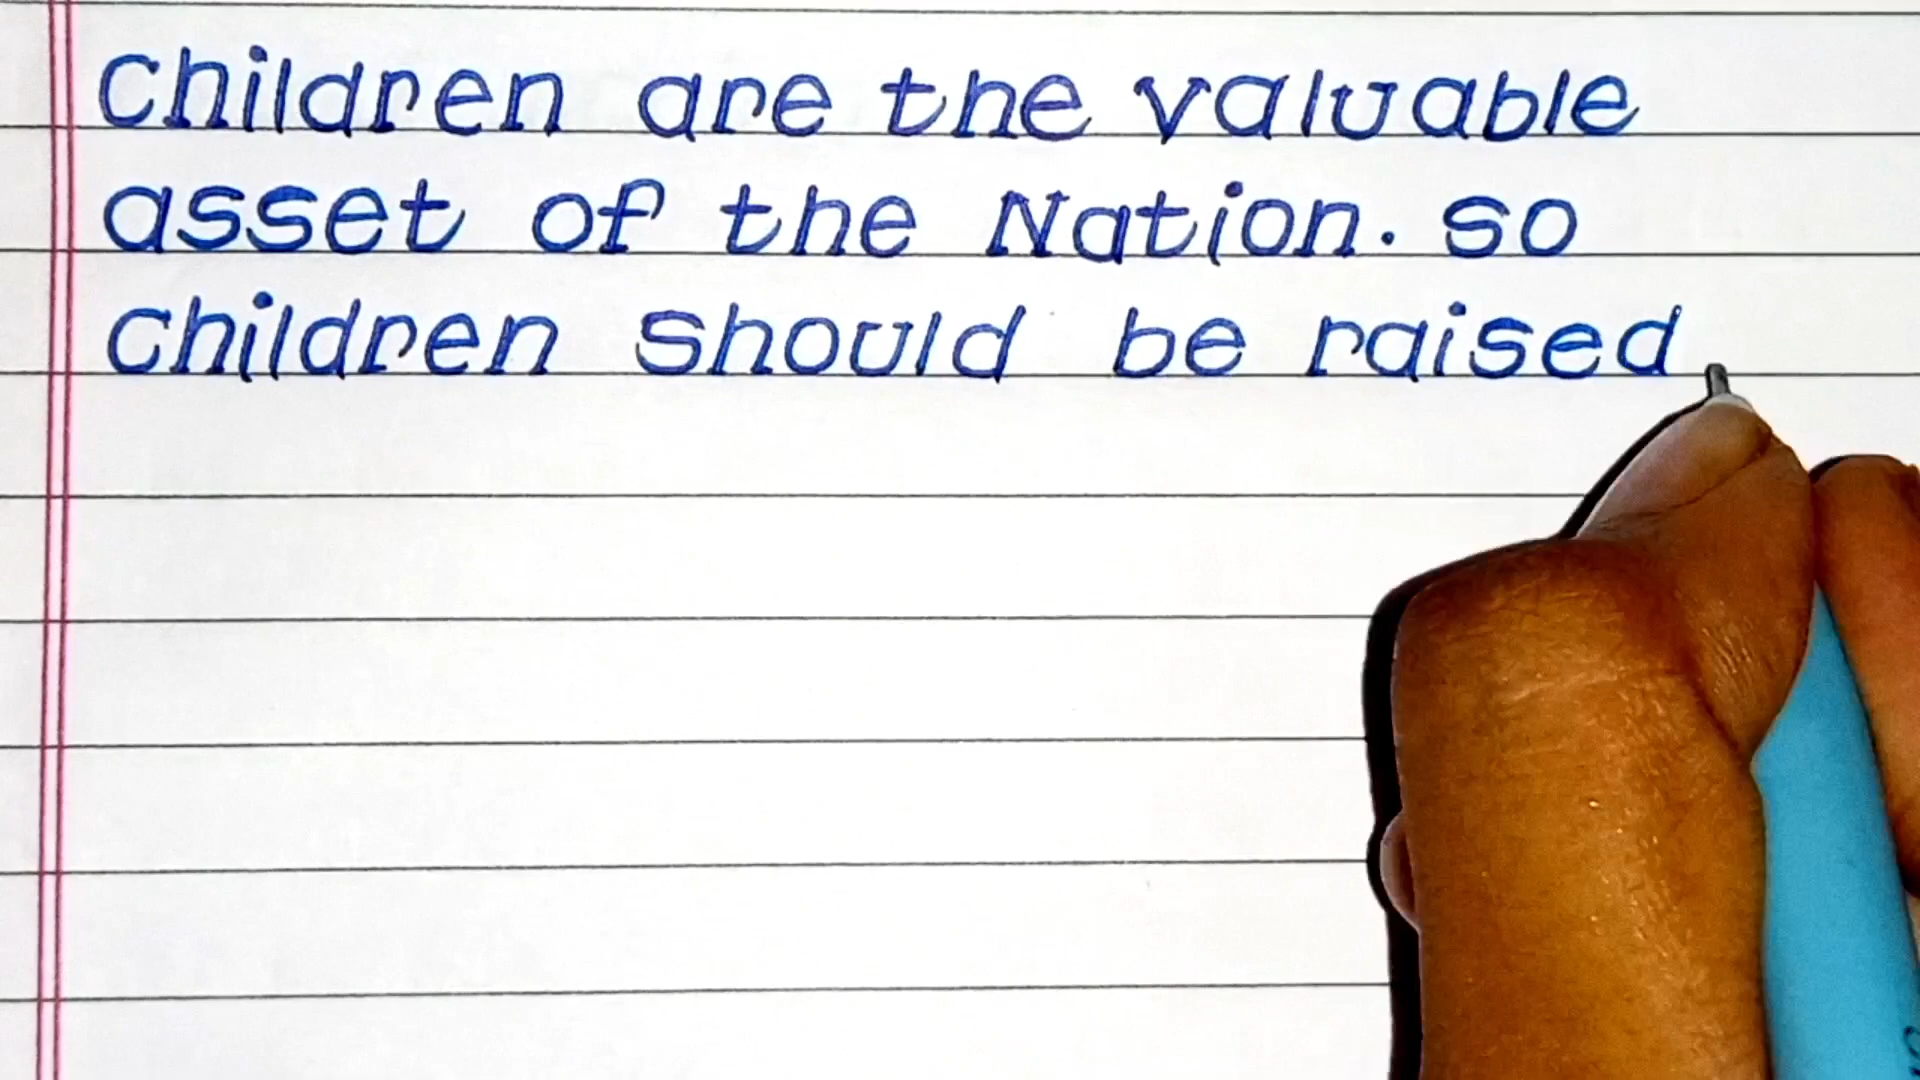 Children are the valuable
asset of the Nation. So
Children should be raised